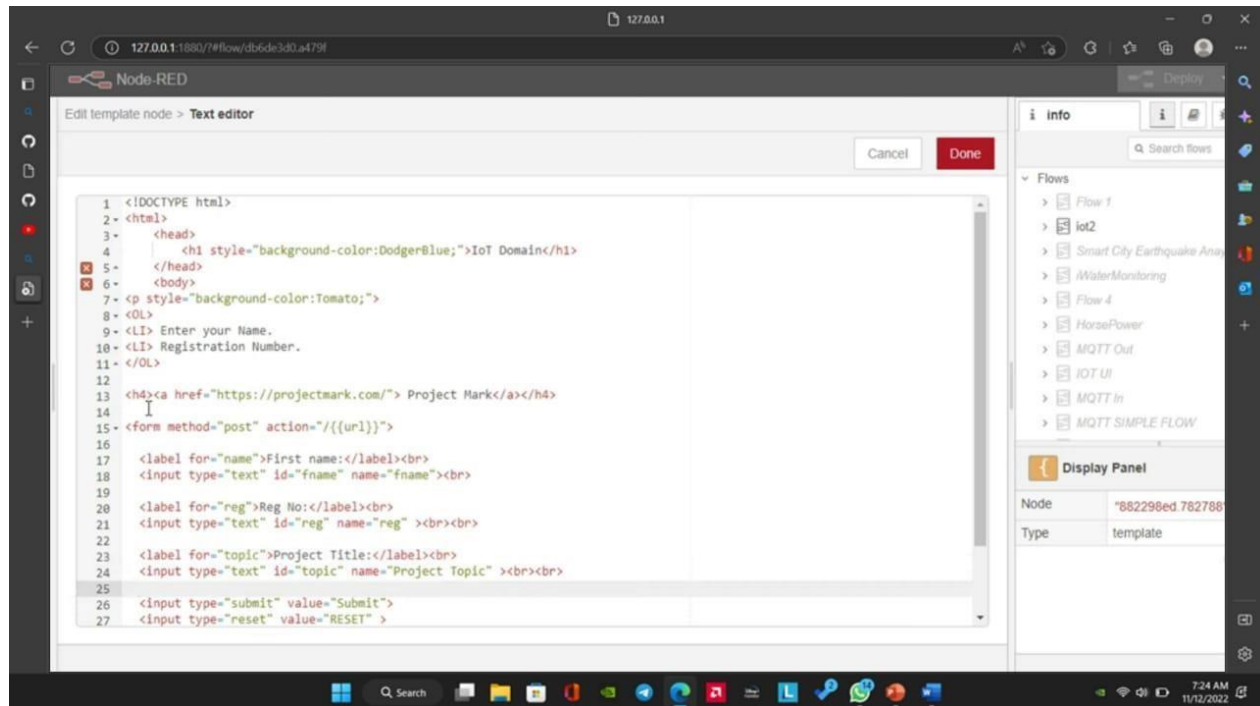 127.0.0.1
127.0.0.1:1880/?#flow/db6de3d0.a479f
Node-RED
Deploy
Edit template node > Text editor
Cancel
Done
1 <!DOCTYPE html>
2 <html>
3 <head>
4 <h1 style="background-color:DodgerBlue;">IoT Domain</h1>
5 </head>
6 <body>
7 <p style="background-color:Tomato;">
8 <OL>
9 <LI> Enter your Name.
10 <LI> Registration Number.
11 </OL>
12
13 <h4><a href="https://projectmark.com/"> Project Mark</a></h4>
14
15 <form method="post" action="/{{url}}">
16
17 <label for="name">First name:</label><br>
18 <input type="text" id="fname" name="fname"><br>
19
20 <label for="reg">Reg No:</label><br>
21 <input type="text" id="reg" name="reg" ><br><br>
22
23 <label for="topic">Project Title:</label><br>
24 <input type="text" id="topic" name="Project Topic" ><br><br>
25
26 <input type="submit" value="Submit">
27 <input type="reset" value="RESET" >
i info
i
Search flows
Flows
Flow 1
iot2
Smart City Earthquake Anay
iWaterMonitoring
Flow 4
HorsePower
MQTT Out
IOT UI
MQTT In
MQTT SIMPLE FLOW
Display Panel
Node "882298ed.782788"
Type template
Search
7:24 AM
11/12/2022